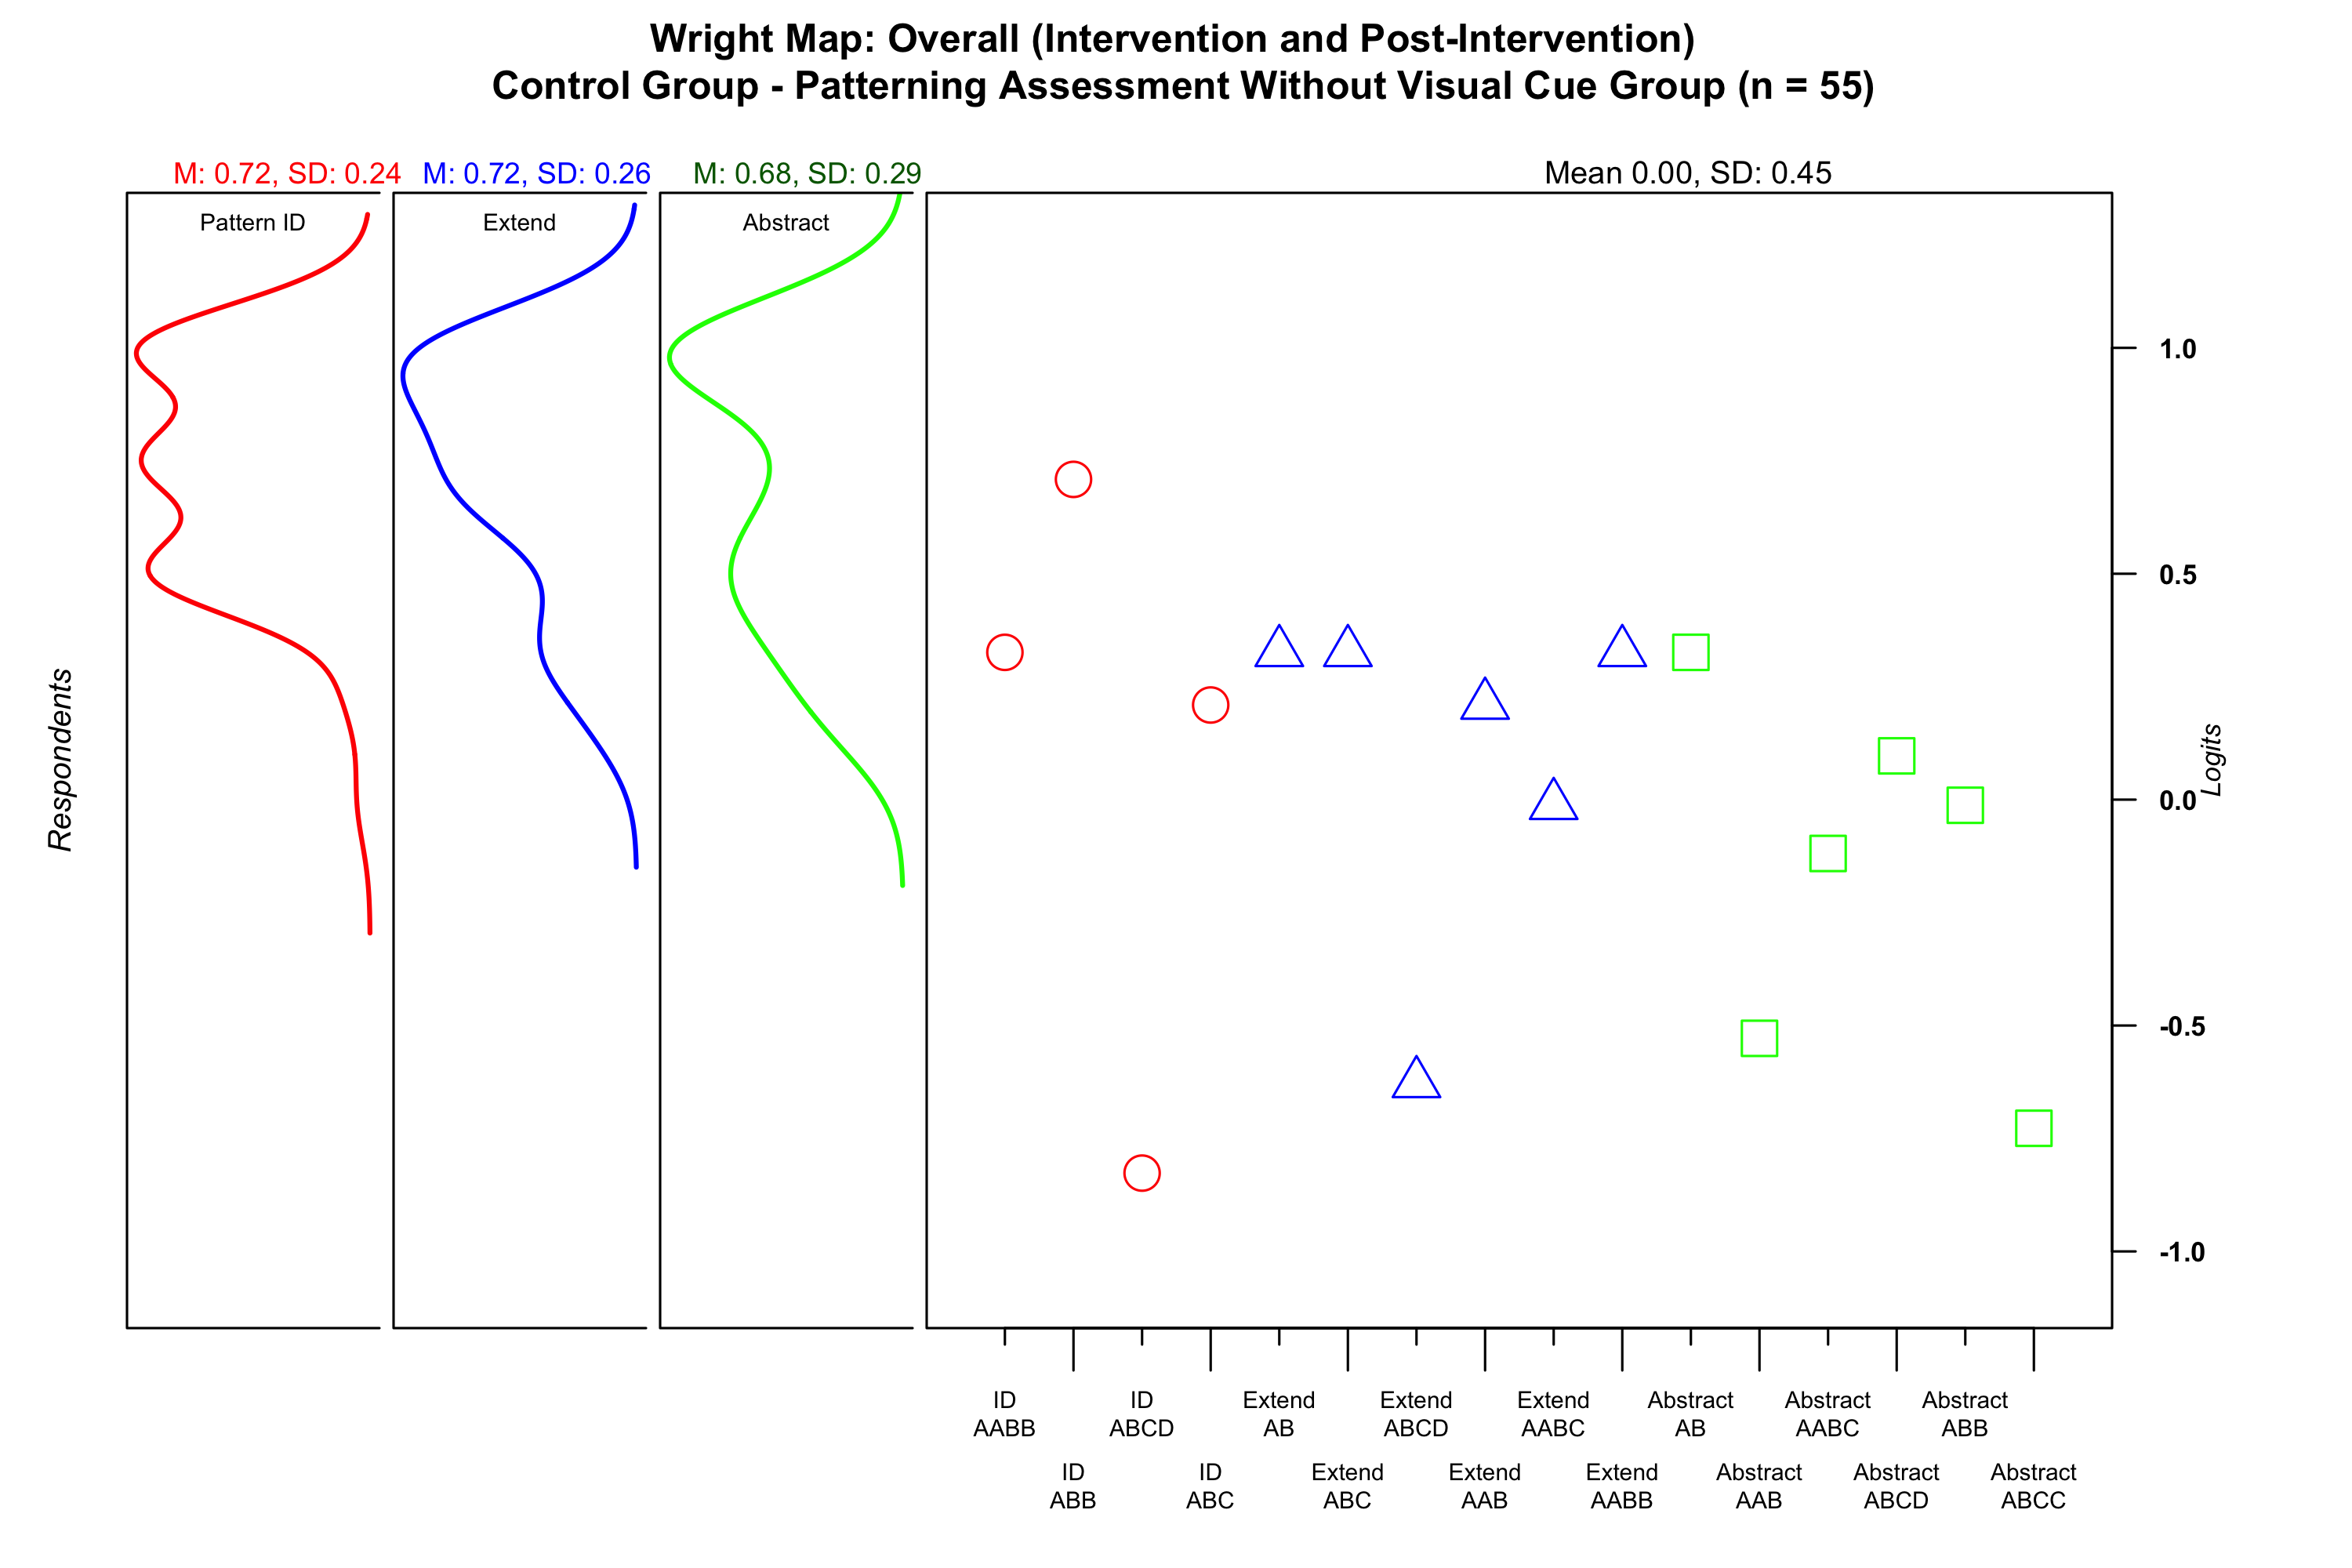 Wright Map: Overall (Intervention and Post-Intervention)
Control Group - Patterning Assessment Without Visual Cue Group (n = 55)
M: 0.72, SD: 0.24
M: 0.72, SD: 0.26
M: 0.68, SD: 0.29
Mean 0.00, SD: 0.45
Pattern ID
Extend
Abstract
Respondents
1.0
0.5
0.0
-0.5
-1.0
Logits
ID
AABB
ID
ABB
ID
ABCD
ID
ABC
Extend
AB
Extend
ABC
Extend
ABCD
Extend
AAB
Extend
AABC
Extend
AABB
Abstract
AB
Abstract
AAB
Abstract
AABC
Abstract
ABCD
Abstract
ABB
Abstract
ABCC